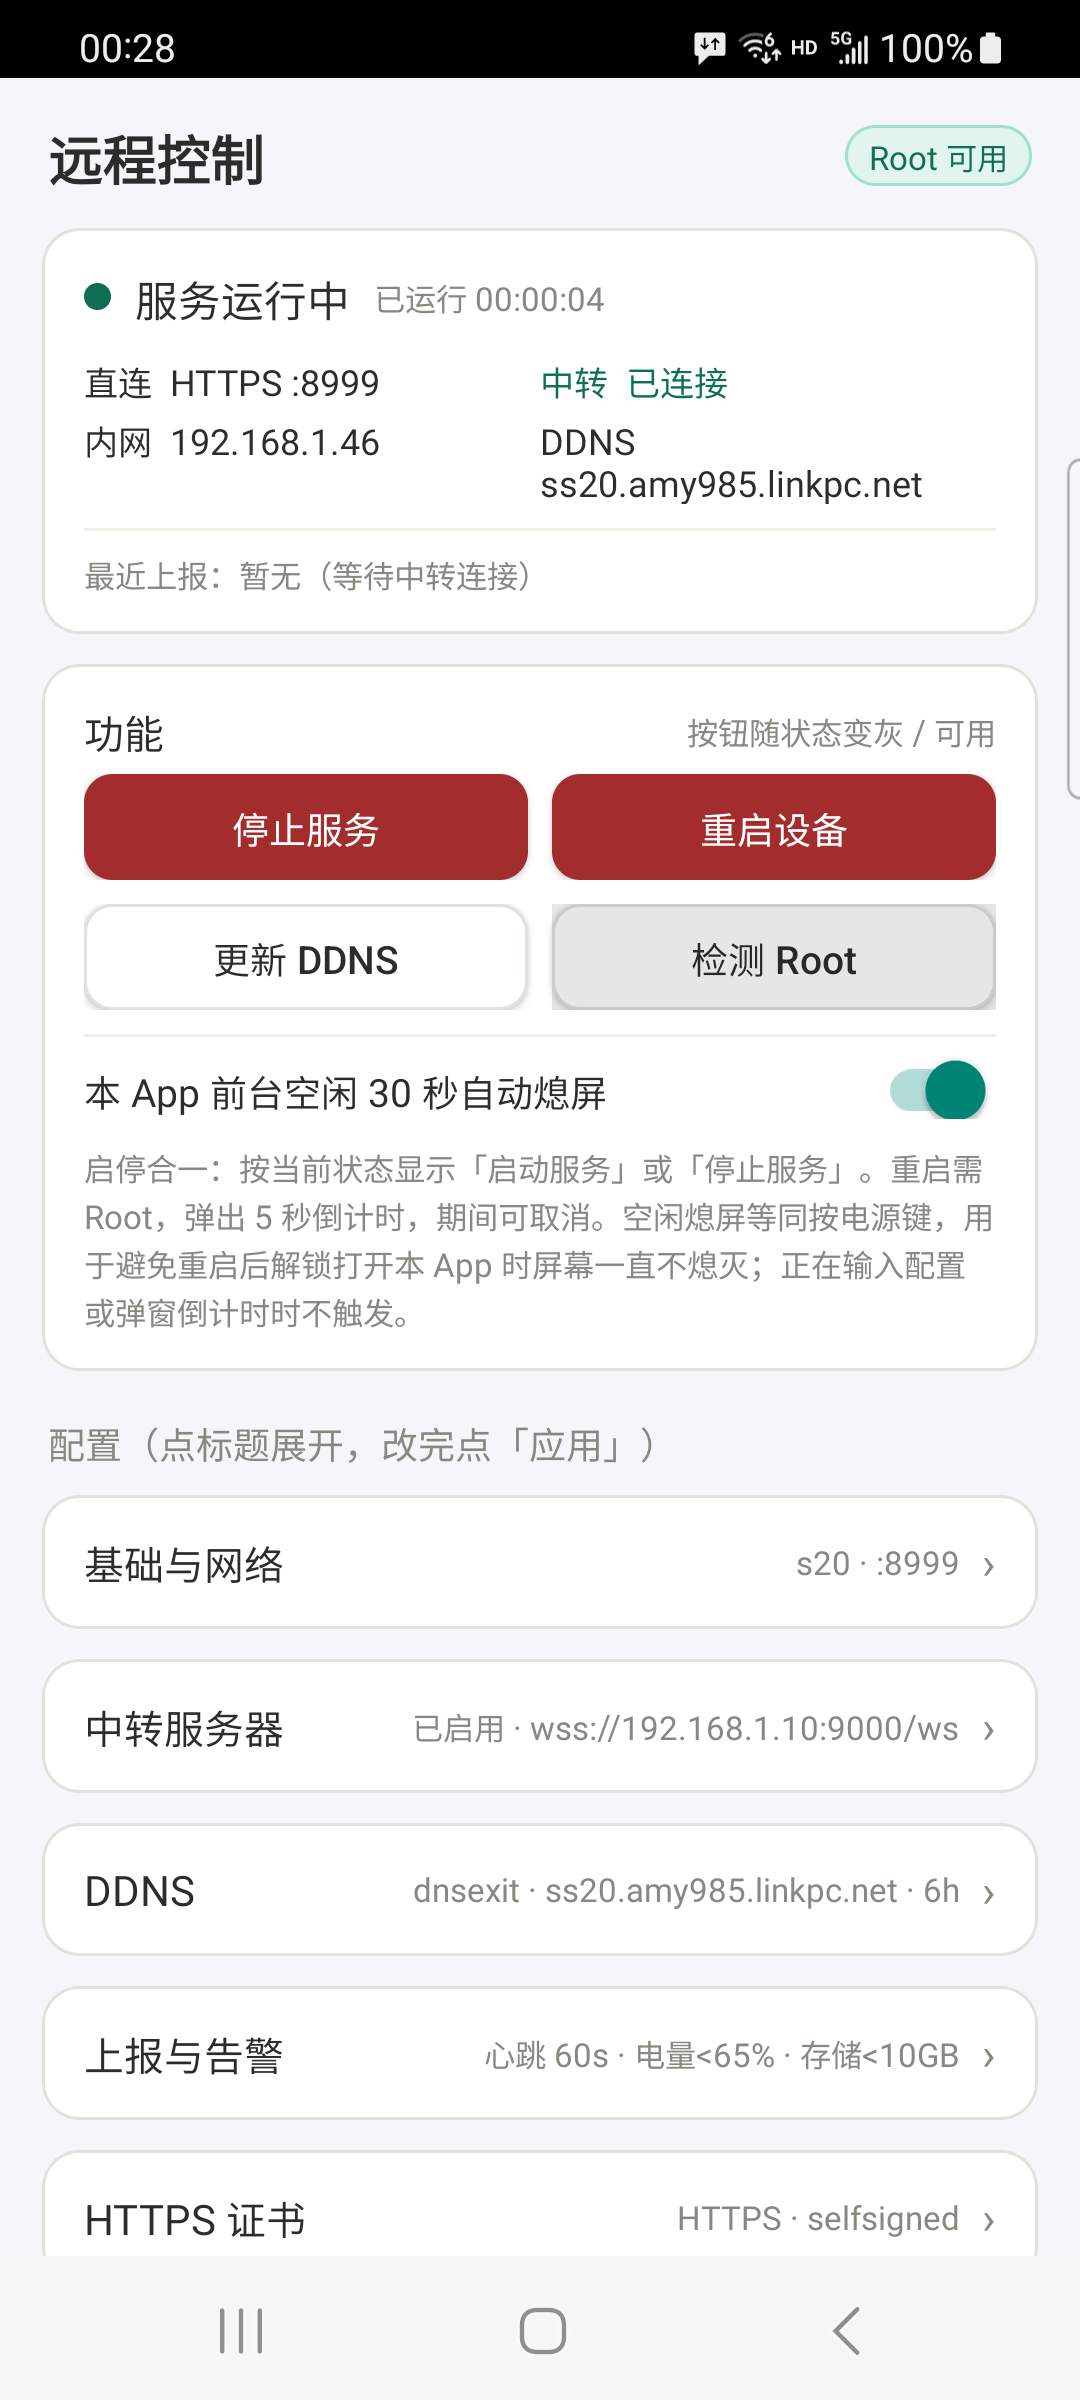 00:28
6 HD 5G 100%
远程控制
Root 可用
服务运行中 已运行 00:00:04
直连 HTTPS :8999
中转 已连接
内网 192.168.1.46
DDNS
ss20.amy985.linkpc.net
最近上报：暂无（等待中转连接）
功能
按钮随状态变灰 / 可用
停止服务
重启设备
更新 DDNS
检测 Root
本 App 前台空闲 30 秒自动熄屏
启停合一：按当前状态显示「启动服务」或「停止服务」。重启需
Root，弹出 5 秒倒计时，期间可取消。空闲熄屏等同按电源键，用
于避免重启后解锁打开本 App 时屏幕一直不熄灭；正在输入配置
或弹窗倒计时时不触发。
配置（点标题展开，改完点「应用」）
基础与网络
s20 · :8999 ›
中转服务器
已启用 · wss://192.168.1.10:9000/ws ›
DDNS
dnsexit · ss20.amy985.linkpc.net · 6h ›
上报与告警
心跳 60s · 电量<65% · 存储<10GB ›
HTTPS 证书
HTTPS · selfsigned ›